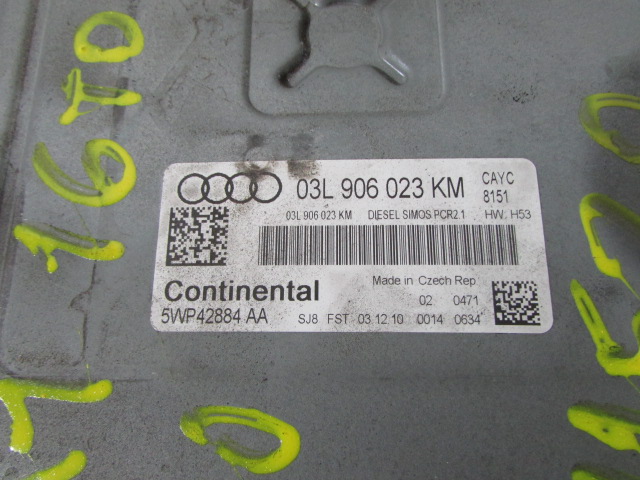 16TD
03L 906 023 KM
CAYC
8151
03L 906 023 KM DIESEL SIMOS PCR2.1 HW: H53
Made in Czech Rep
Continental
02 0471
5WP42884 AA
SJ8 FST 03.12.10 0014 0634